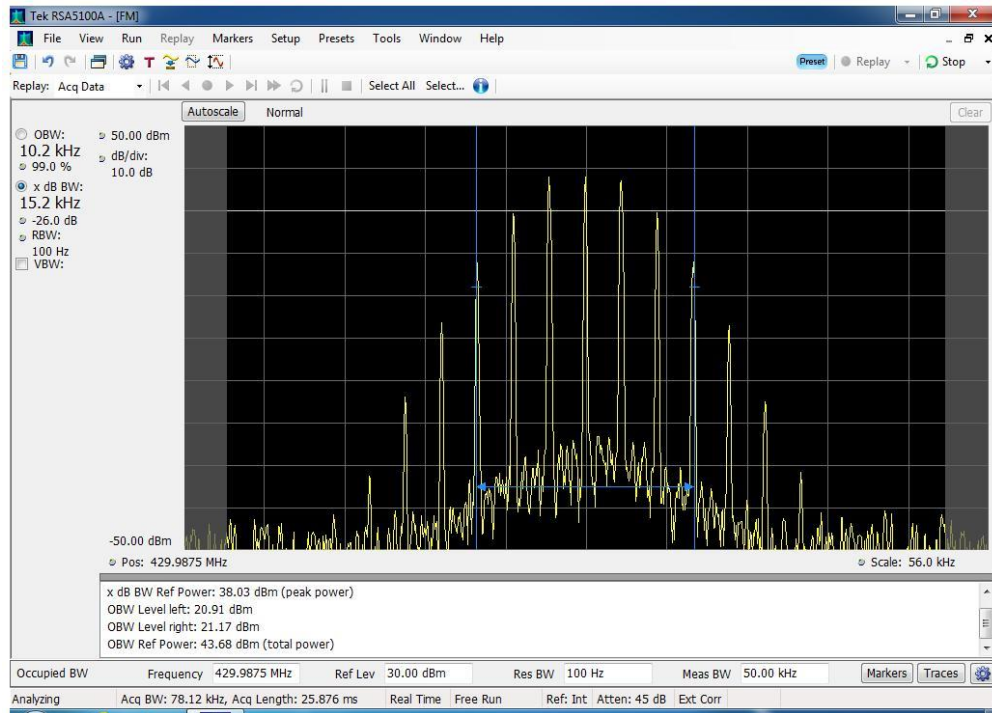 Tek RSA5100A - [FM]
File View Run Replay Markers Setup Presets Tools Window Help
T Preset Replay Stop
Replay: Acq Data Select All Select...
Autoscale Normal Clear
OBW:
10.2 kHz
99.0 %
x dB BW:
15.2 kHz
-26.0 dB
RBW:
100 Hz
VBW:
50.00 dBm
dB/div:
10.0 dB
-50.00 dBm
Pos: 429.9875 MHz Scale: 56.0 kHz
x dB BW Ref Power: 38.03 dBm (peak power)
OBW Level left: 20.91 dBm
OBW Level right: 21.17 dBm
OBW Ref Power: 43.68 dBm (total power)
Occupied BW Frequency 429.9875 MHz Ref Lev 30.00 dBm Res BW 100 Hz Meas BW 50.00 kHz Markers Traces
Analyzing Acq BW: 78.12 kHz, Acq Length: 25.876 ms Real Time Free Run Ref: Int Atten: 45 dB Ext Corr